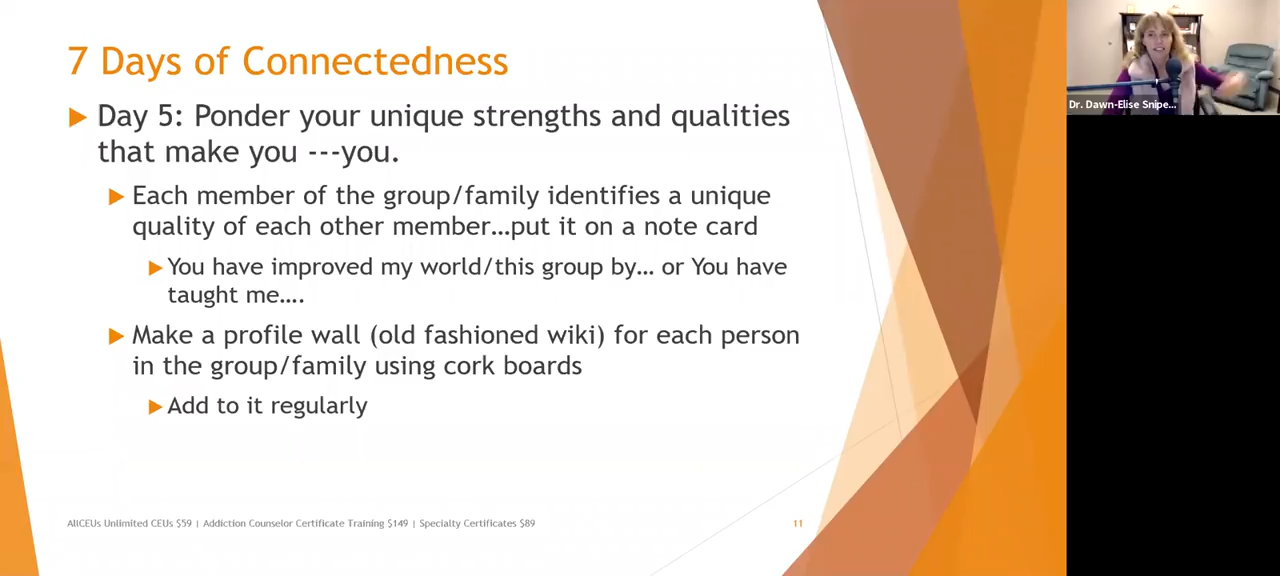 7 Days of Connectedness
Day 5: Ponder your unique strengths and qualities
that make you ---you.
Each member of the group/family identifies a unique
quality of each other member…put it on a note card
You have improved my world/this group by… or You have
taught me….
Make a profile wall (old fashioned wiki) for each person
in the group/family using cork boards
Add to it regularly
AllCEUs Unlimited CEUs $59 | Addiction Counselor Certificate Training $149 | Specialty Certificates $89
11
Dr. Dawn-Elise Snipe...